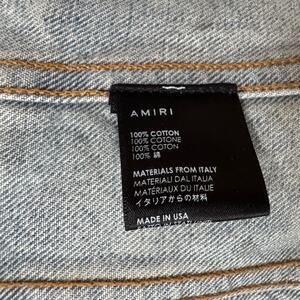 AMIRI
100% COTTON
100% COTONE
100% COTON
100% 綿
MATERIALS FROM ITALY
MATERIALI DAL ITALIA
MATÉRIAUX DU ITALIE
イタリアからの材料
MADE IN USA